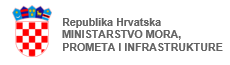 Republika Hrvatska
MINISTARSTVO MORA,
PROMETA I INFRASTRUKTURE